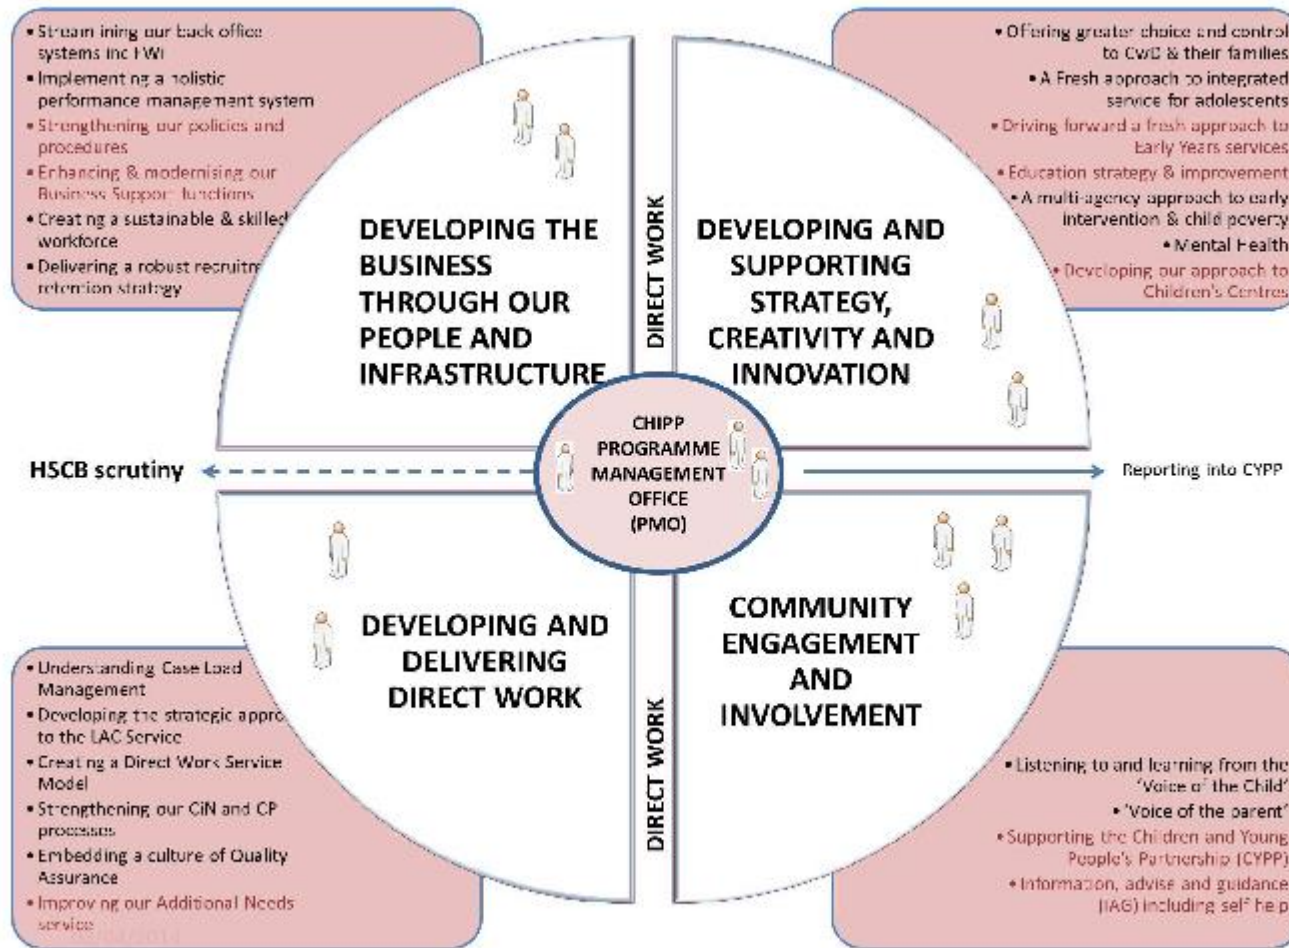 • Streamlining our back office
systems inc FWi
• Implementing a holistic
performance management system
• Strengthening our policies and
procedures
• Enhancing & modernising our
Business Support functions
• Creating a sustainable & skilled
workforce
• Delivering a robust
retention strategy
DEVELOPING THE
BUSINESS
THROUGH OUR
PEOPLE AND
INFRASTRUCTURE
DIRECT WORK
DEVELOPING AND
SUPPORTING
STRATEGY,
CREATIVITY AND
INNOVATION
• Offering greater choice and control
to CwD & their families
• A Fresh approach to integrated
service for adolescents
• Driving forward a fresh approach to
Early Years services
• Education strategy & improvement
• A multi-agency approach to early
intervention & child poverty
• Mental Health
• Developing our approach to
Children's Centres
HSCB scrutiny
CHIPP
PROGRAMME
MANAGEMENT
OFFICE
(PMO)
Reporting into CYPP
• Understanding Case Load
Management
• Developing the strategic
to the LAC Service
• Creating a Direct Work Service
Model
• Strengthening our CiN and CP
processes
• Embedding a culture of Quality
Assurance
• Improving our Additional Needs
service
DEVELOPING AND
DELIVERING
DIRECT WORK
DIRECT WORK
COMMUNITY
ENGAGEMENT
AND
INVOLVEMENT
• Listening to and learning from the
'Voice of the Child'
• 'Voice of the parent'
• Supporting the Children and Young
People's Partnership (CYPP)
• Information, advise and guidance
(IAG) including self help